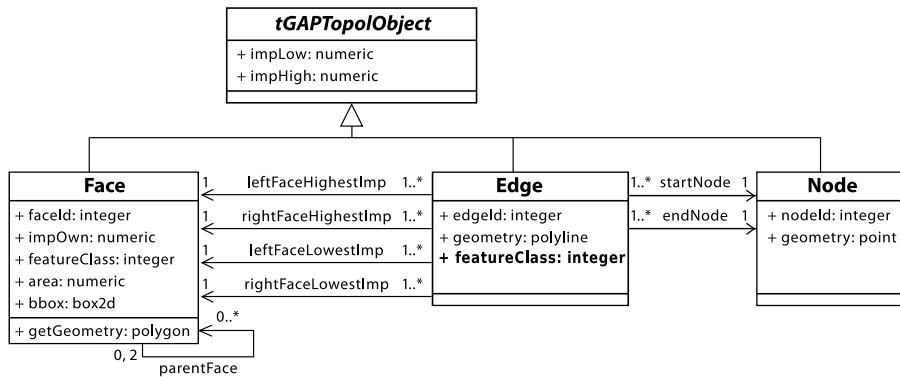 tGAPTopolObject
+ impLow: numeric
+ impHigh: numeric
Face
+ faceId: integer
+ impOwn: numeric
+ featureClass: integer
+ area: numeric
+ bbox: box2d
+ getGeometry: polygon
1 leftFaceHighestImp 1..*
1 rightFaceHighestImp 1..*
1 leftFaceLowestImp 1..*
1 rightFaceLowestImp 1..*
0..*
0, 2
parentFace
Edge
+ edgeId: integer
+ geometry: polyline
+ featureClass: integer
1..* startNode 1
1..* endNode 1
Node
+ nodeId: integer
+ geometry: point